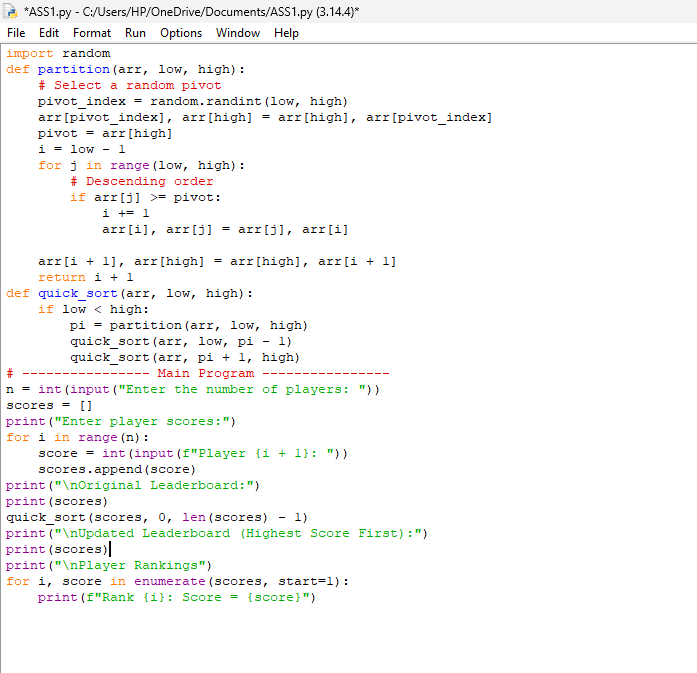 *ASS1.py - C:/Users/HP/OneDrive/Documents/ASS1.py (3.14.4)*
File Edit Format Run Options Window Help
import random
def partition(arr, low, high):
    # Select a random pivot
    pivot_index = random.randint(low, high)
    arr[pivot_index], arr[high] = arr[high], arr[pivot_index]
    pivot = arr[high]
    i = low - 1
    for j in range(low, high):
        # Descending order
        if arr[j] >= pivot:
            i += 1
            arr[i], arr[j] = arr[j], arr[i]

    arr[i + 1], arr[high] = arr[high], arr[i + 1]
    return i + 1
def quick_sort(arr, low, high):
    if low < high:
        pi = partition(arr, low, high)
        quick_sort(arr, low, pi - 1)
        quick_sort(arr, pi + 1, high)
# ---------------- Main Program ----------------
n = int(input("Enter the number of players: "))
scores = []
print("Enter player scores:")
for i in range(n):
    score = int(input(f"Player {i + 1}: "))
    scores.append(score)
print("\nOriginal Leaderboard:")
print(scores)
quick_sort(scores, 0, len(scores) - 1)
print("\nUpdated Leaderboard (Highest Score First):")
print(scores)
print("\nPlayer Rankings")
for i, score in enumerate(scores, start=1):
    print(f"Rank {i}: Score = {score}")